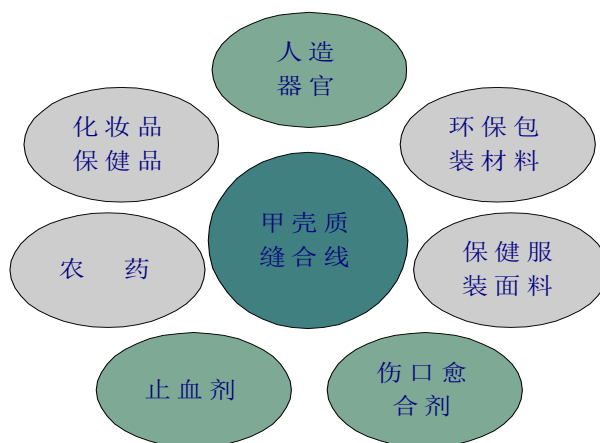 人造
器官
化妆品
保健品
环保包
装材料
甲壳质
缝合线
农 药
保健服
装面料
止血剂
伤口愈
合剂